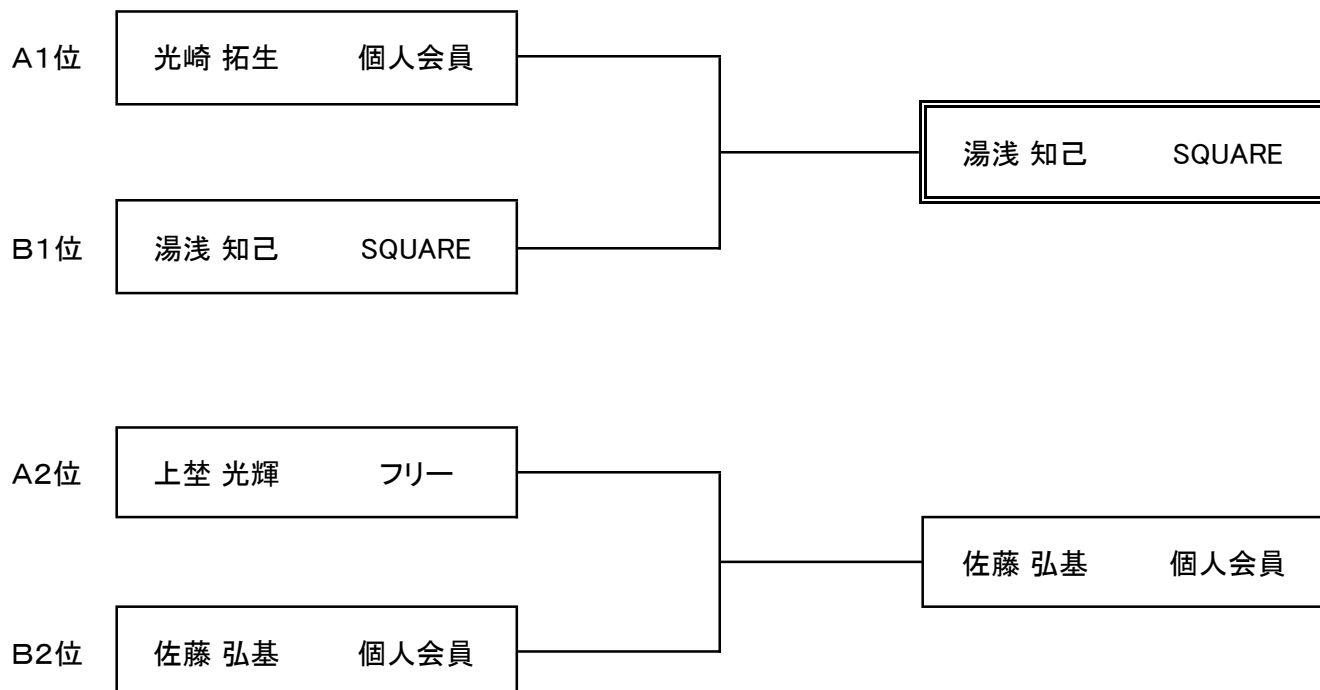 A1位 光崎 拓生 個人会員
湯浅 知己 SQUARE
B1位 湯浅 知己 SQUARE
A2位 上埜 光輝 フリー
佐藤 弘基 個人会員
B2位 佐藤 弘基 個人会員